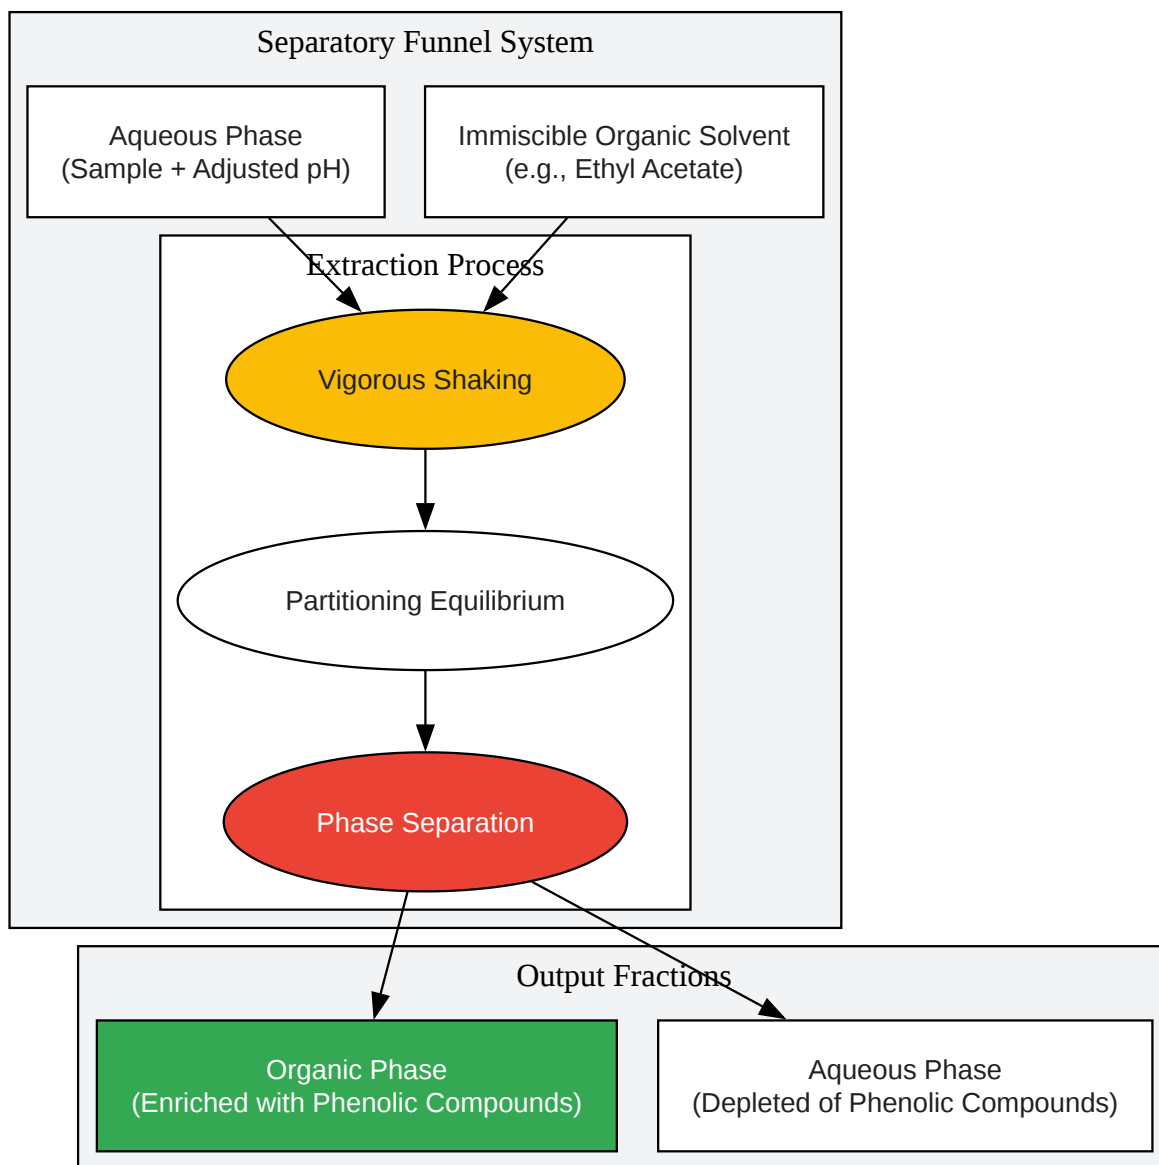 Separatory Funnel System
Aqueous Phase
(Sample + Adjusted pH)
Immiscible Organic Solvent
(e.g., Ethyl Acetate)
Extraction Process
Vigorous Shaking
Partitioning Equilibrium
Phase Separation
Output Fractions
Organic Phase
(Enriched with Phenolic Compounds)
Aqueous Phase
(Depleted of Phenolic Compounds)